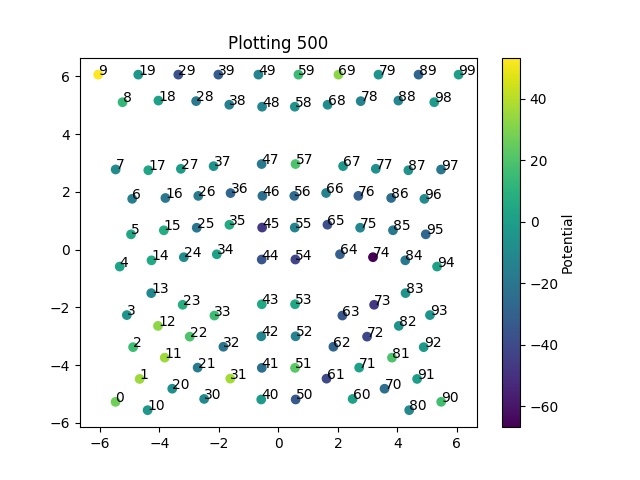 Plotting 500
9 19 29 39 49 59 69 79 89 99
8 18 28 38 48 58 68 78 88 98
7 17 27 37 47 57 67 77 87 97
6 16 26 36 46 56 66 76 86 96
5 15 25 35 45 55 65 75 85 95
4 14 24 34 44 54 64 74 84 94
3 13 23 33 43 53 63 73 83 93
2 12 22 32 42 52 62 72 82 92
1 11 21 31 41 51 61 71 81 91
0 10 20 30 40 50 60 70 80 90
6
4
2
0
−2
−4
−6
−6 −4 −2 0 2 4 6
40
20
0
−20
−40
−60
Potential